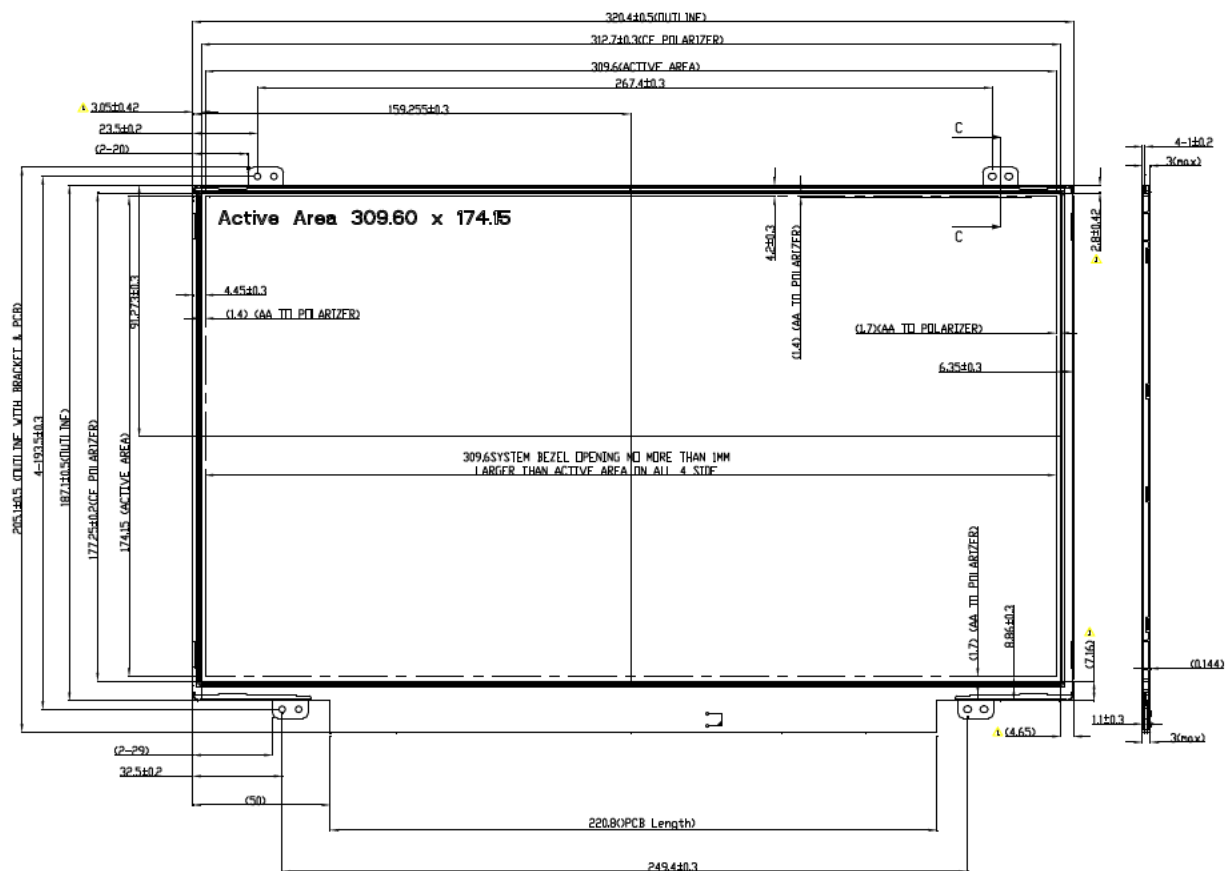 320.4±0.5(OUTLINE)
312.7±0.3(CF POLARIZER)
309.6(ACTIVE AREA)
267.4±0.3
3.05±0.42
159.255±0.3
23.5±0.2
(2-20)
C
4-1±0.2
3(max)
Active Area 309.60 x 174.15
C
4.2±0.3
(1.4) (AA TO POLARIZER)
2.8±0.42
4.45±0.3
(1.4) (AA TO POLARIZER)
91.273±0.3
(1.7)(AA TO POLARIZER)
6.35±0.3
205.1±0.5 (OUTLINE WITH BRACKET & PCB)
4-193.5±0.3
187.1±0.5(OUTLINE)
177.25±0.2(CF POLARIZER)
174.15 (ACTIVE AREA)
309.6SYSTEM BEZEL OPENING NO MORE THAN 1MM
LARGER THAN ACTIVE AREA ON ALL 4 SIDE
(1.7) (AA TO POLARIZER)
8.86±0.3
(7.16)
(0.144)
1.1±0.3
3(max)
(4.65)
(2-29)
32.5±0.2
(50)
220.8()PCB Length)
249.4±0.3